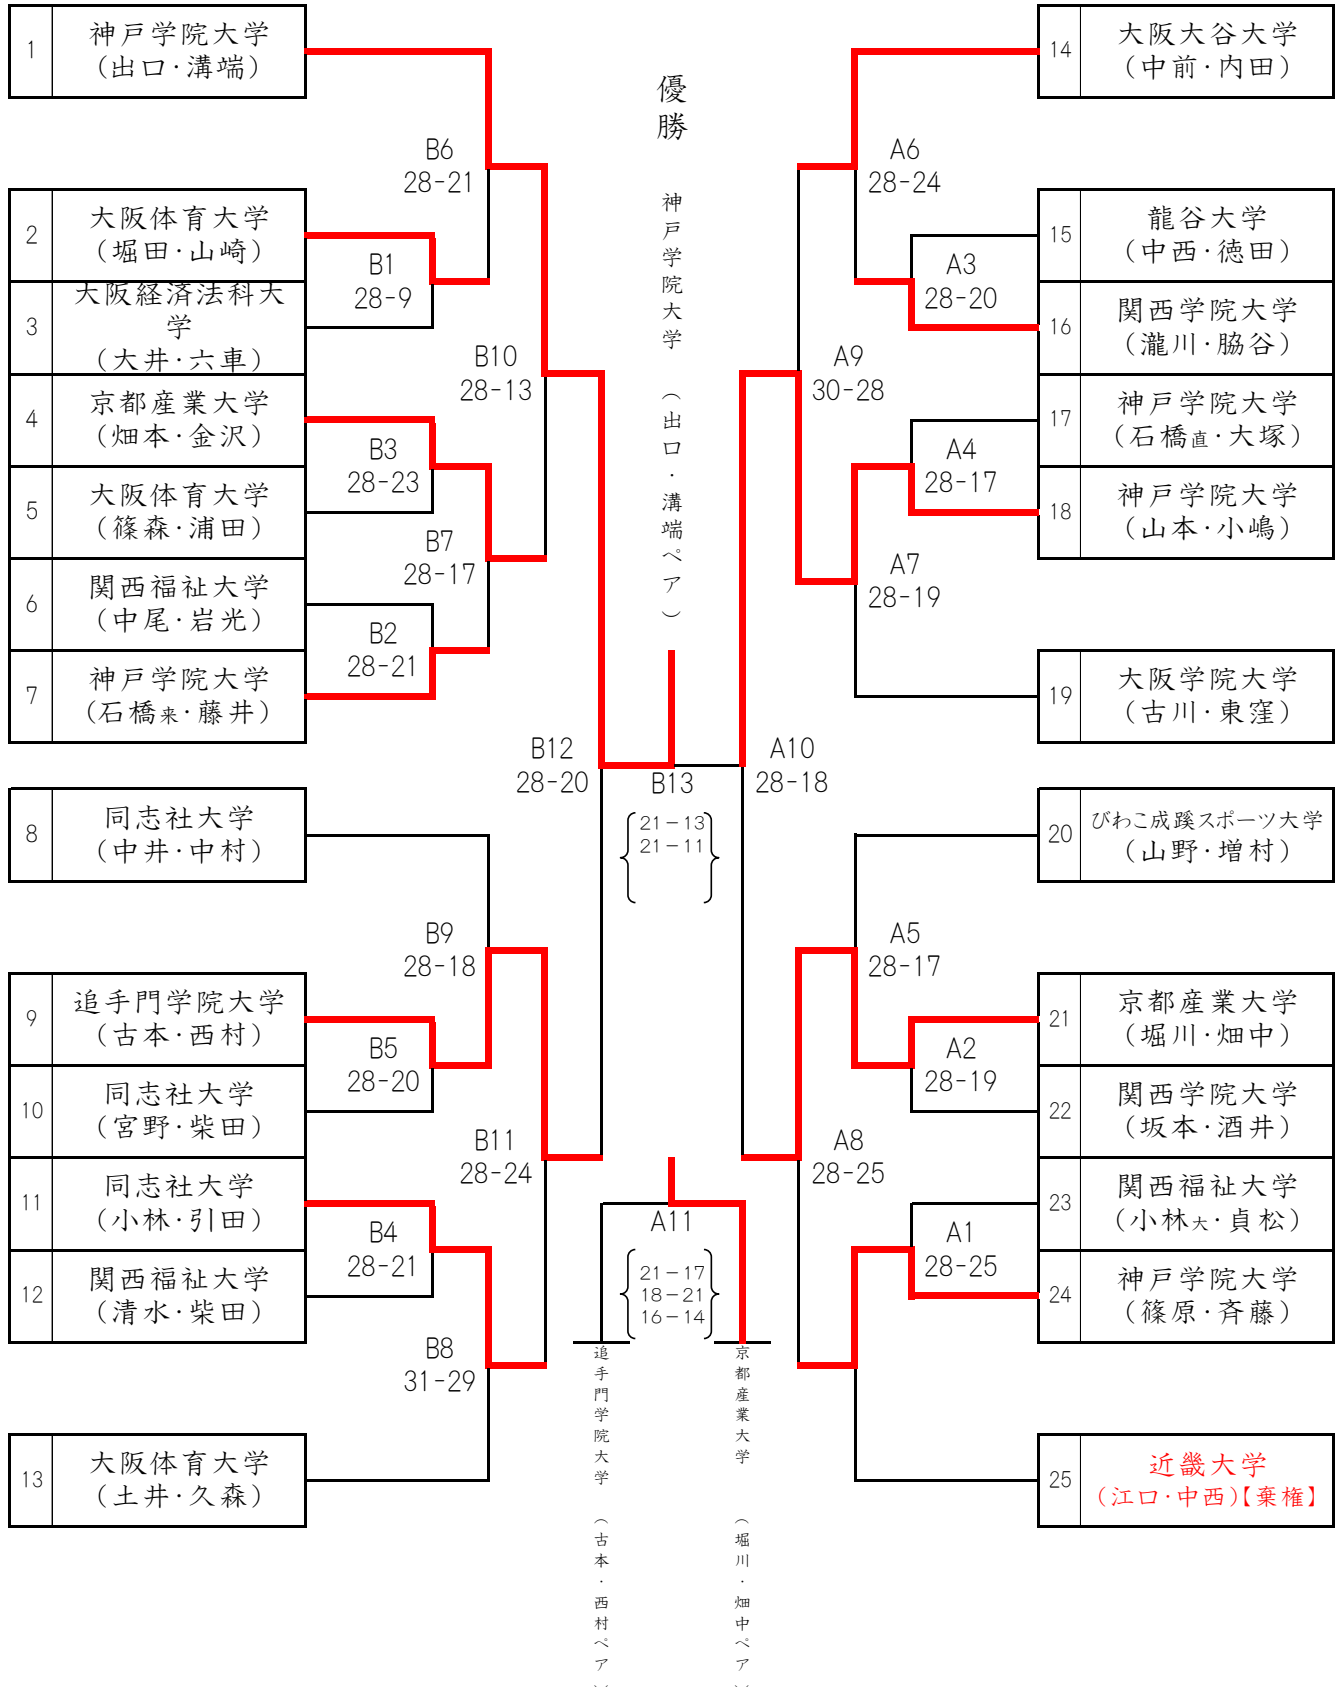 1
神戸学院大学
(出口･溝端)
2
大阪体育大学
(堀田･山崎)
3
大阪経済法科大
学
(大井･六車)
4
京都産業大学
(畑本･金沢)
5
大阪体育大学
(篠森･浦田)
6
関西福祉大学
(中尾･岩光)
7
神戸学院大学
(石橋来･藤井)
8
同志社大学
(中井･中村)
9
追手門学院大学
(古本･西村)
10
同志社大学
(宮野･柴田)
11
同志社大学
(小林･引田)
12
関西福祉大学
(清水･柴田)
13
大阪体育大学
(土井･久森)
B6
28-21
B1
28-9
B10
28-13
B3
28-23
B7
28-17
B2
28-21
B12
28-20
B9
28-18
B5
28-20
B11
28-24
B4
28-21
B8
31-29
優勝
神戸学院大学 (出口・溝端ペア)
B13
21-13
21-11
A11
21-17
18-21
16-14
追手門学院大学 (古本・西村ペア)
京都産業大学 (堀川・畑中ペア)
A6
28-24
A3
28-20
A9
30-28
A4
28-17
A7
28-19
A10
28-18
A5
28-17
A2
28-19
A8
28-25
A1
28-25
14
大阪大谷大学
(中前･内田)
15
龍谷大学
(中西･徳田)
16
関西学院大学
(瀧川･脇谷)
17
神戸学院大学
(石橋直･大塚)
18
神戸学院大学
(山本･小嶋)
19
大阪学院大学
(古川･東窪)
20
びわこ成蹊スポーツ大学
(山野･増村)
21
京都産業大学
(堀川･畑中)
22
関西学院大学
(坂本･酒井)
23
関西福祉大学
(小林大･貞松)
24
神戸学院大学
(篠原･斉藤)
25
近畿大学
(江口･中西)【棄権】